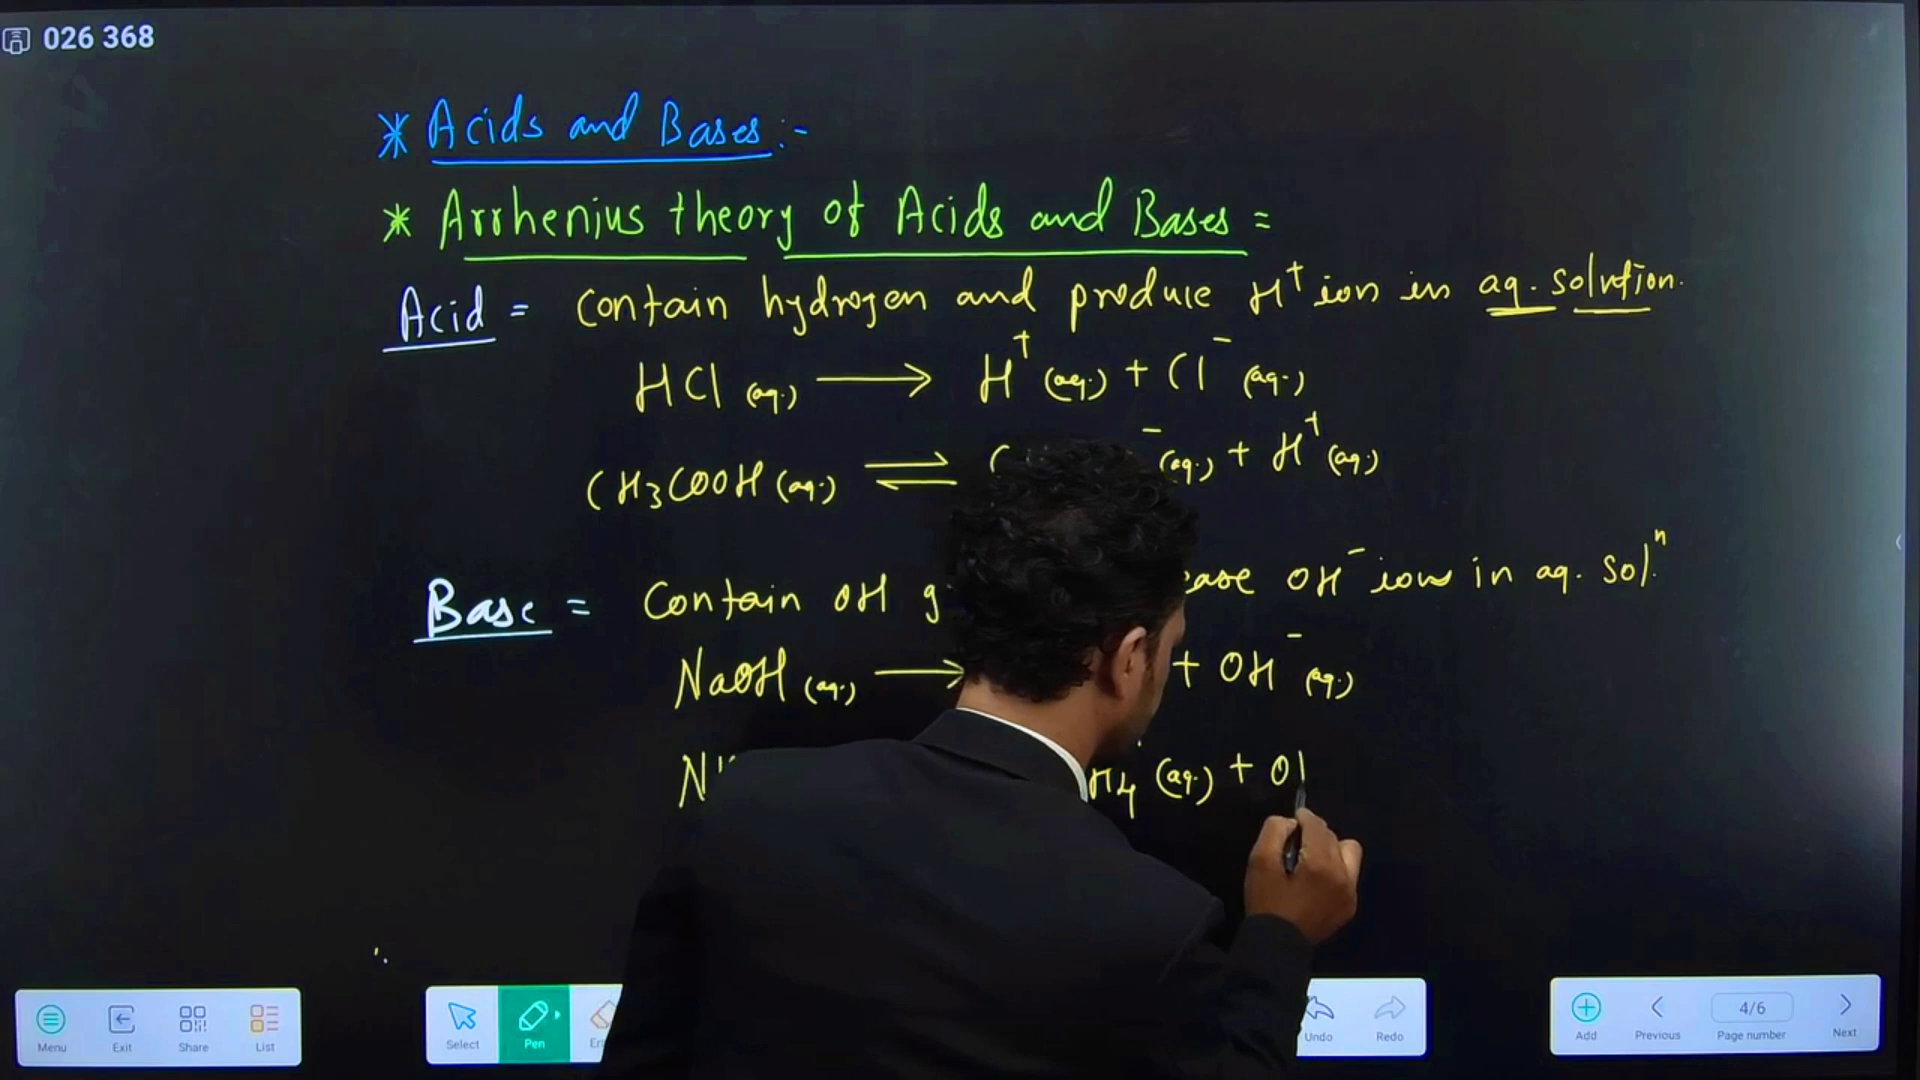 026 368
* Acids and Bases:-
* Arrhenius theory of Acids and Bases =
Acid = Contain hydrogen and produce H⁺ ion in aq. solution.
HCl (aq.) ⟶ H⁺ (aq.) + Cl⁻ (aq.)
CH₃COOH (aq.) ⇌ ⁻ (aq.) + H⁺ (aq.)
Base = Contain OH OH⁻ ions in aq. solⁿ.
NaOH (aq.) ⟶ + OH⁻ (aq.)
(aq.) +
Menu Exit Share List Select Pen Undo Redo Add Previous 4/6 Page number Next